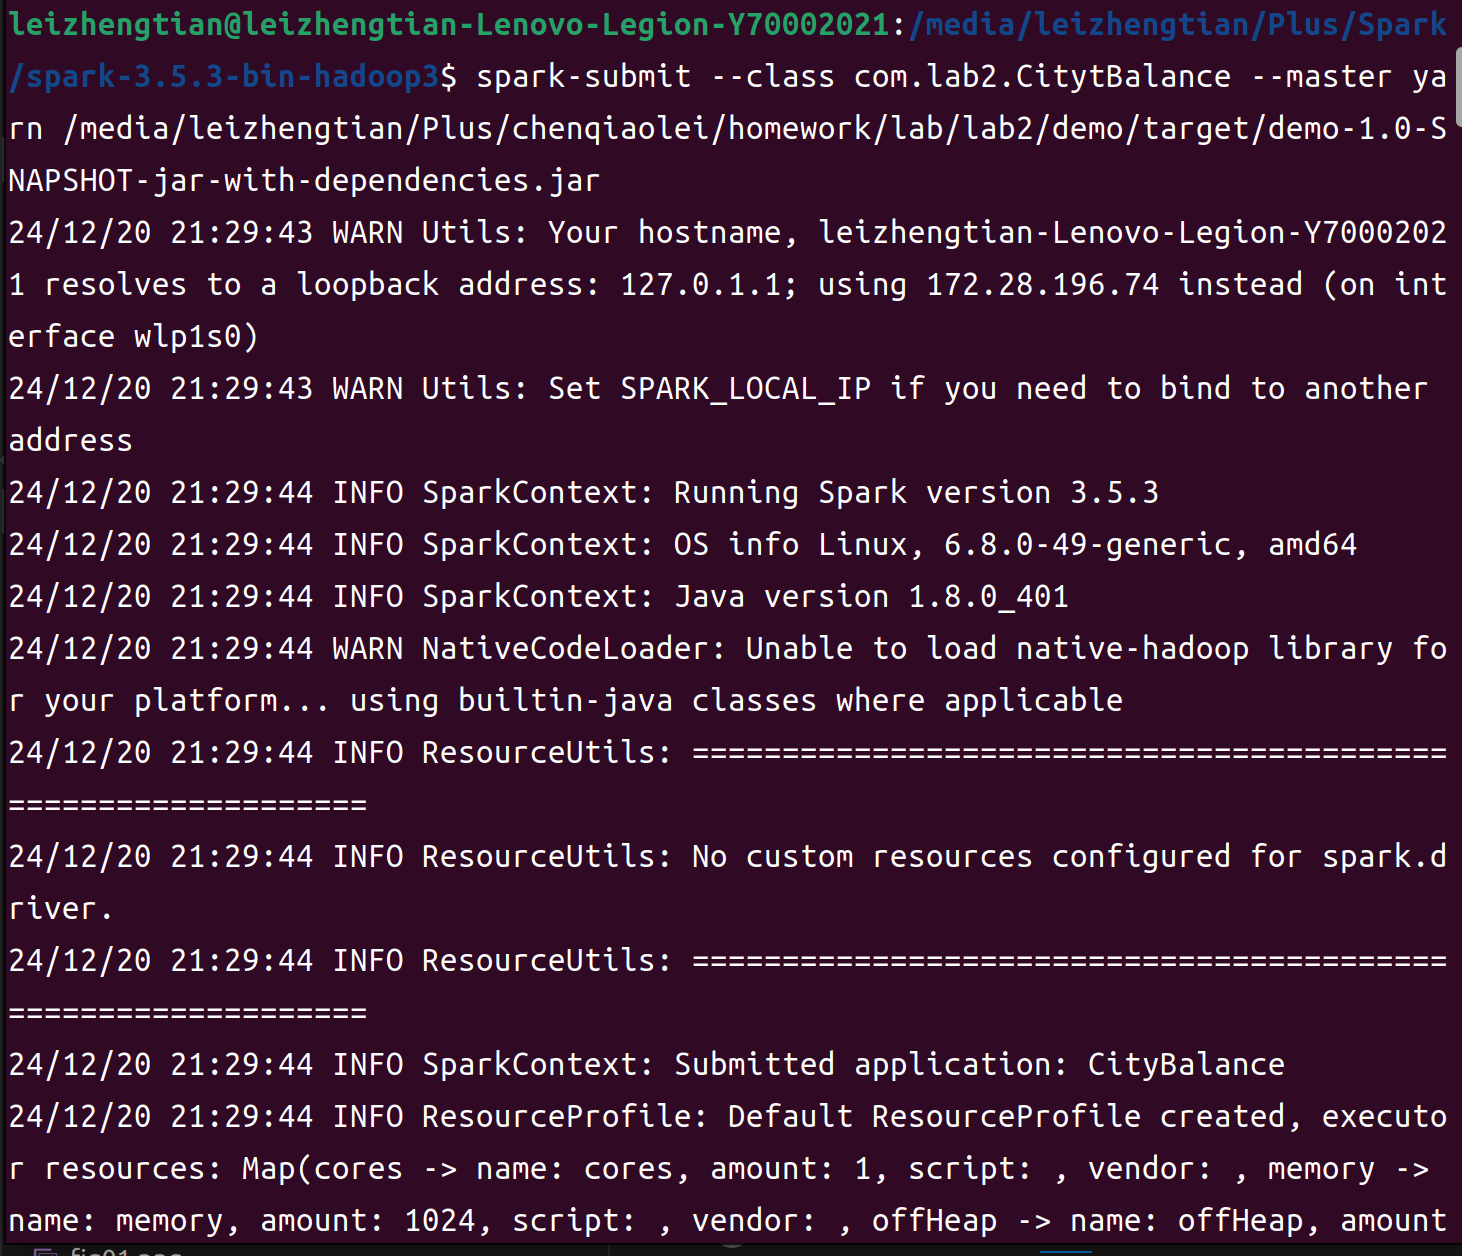 leizhengtian@leizhengtian-Lenovo-Legion-Y70002021:/media/leizhengtian/Plus/Spark
/spark-3.5.3-bin-hadoop3$ spark-submit --class com.lab2.CitytBalance --master ya
rn /media/leizhengtian/Plus/chenqiaolei/homework/lab/lab2/demo/target/demo-1.0-S
NAPSHOT-jar-with-dependencies.jar
24/12/20 21:29:43 WARN Utils: Your hostname, leizhengtian-Lenovo-Legion-Y7000202
1 resolves to a loopback address: 127.0.1.1; using 172.28.196.74 instead (on int
erface wlp1s0)
24/12/20 21:29:43 WARN Utils: Set SPARK_LOCAL_IP if you need to bind to another
address
24/12/20 21:29:44 INFO SparkContext: Running Spark version 3.5.3
24/12/20 21:29:44 INFO SparkContext: OS info Linux, 6.8.0-49-generic, amd64
24/12/20 21:29:44 INFO SparkContext: Java version 1.8.0_401
24/12/20 21:29:44 WARN NativeCodeLoader: Unable to load native-hadoop library fo
r your platform... using builtin-java classes where applicable
24/12/20 21:29:44 INFO ResourceUtils: ==========================================
====================
24/12/20 21:29:44 INFO ResourceUtils: No custom resources configured for spark.d
river.
24/12/20 21:29:44 INFO ResourceUtils: ==========================================
====================
24/12/20 21:29:44 INFO SparkContext: Submitted application: CityBalance
24/12/20 21:29:44 INFO ResourceProfile: Default ResourceProfile created, executo
r resources: Map(cores -> name: cores, amount: 1, script: , vendor: , memory ->
name: memory, amount: 1024, script: , vendor: , offHeap -> name: offHeap, amount